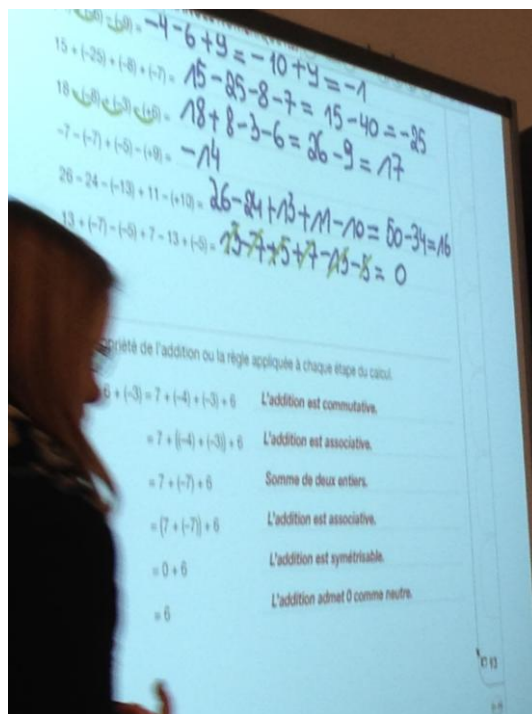 = -4-6+9 = -10+9 = -1
15 + (-25) + (-8) + (-7) = 15-25-8-7 = 15-40 = -25
18 - (-8) + (-3) - (+6) = 18+8-3-6 = 26-9 = 17
-7 - (-7) + (-5) - (+9) = -14
26 - 24 - (-13) + 11 - (+10) = 26-24+13+11-10 = 50-34=16
13 + (-7) - (-5) + 7 - 13 + (-5) = 13-7+5+7-13-5 = 0
priété de l'addition ou la règle appliquée à chaque étape du calcul.
6 + (-3) = 7 + (-4) + (-3) + 6 L'addition est commutative.
= 7 + [(-4) + (-3)] + 6 L'addition est associative.
= 7 + (-7) + 6 Somme de deux entiers.
= [7 + (-7)] + 6 L'addition est associative.
= 0 + 6 L'addition est symétrisable.
= 6 L'addition admet 0 comme neutre.